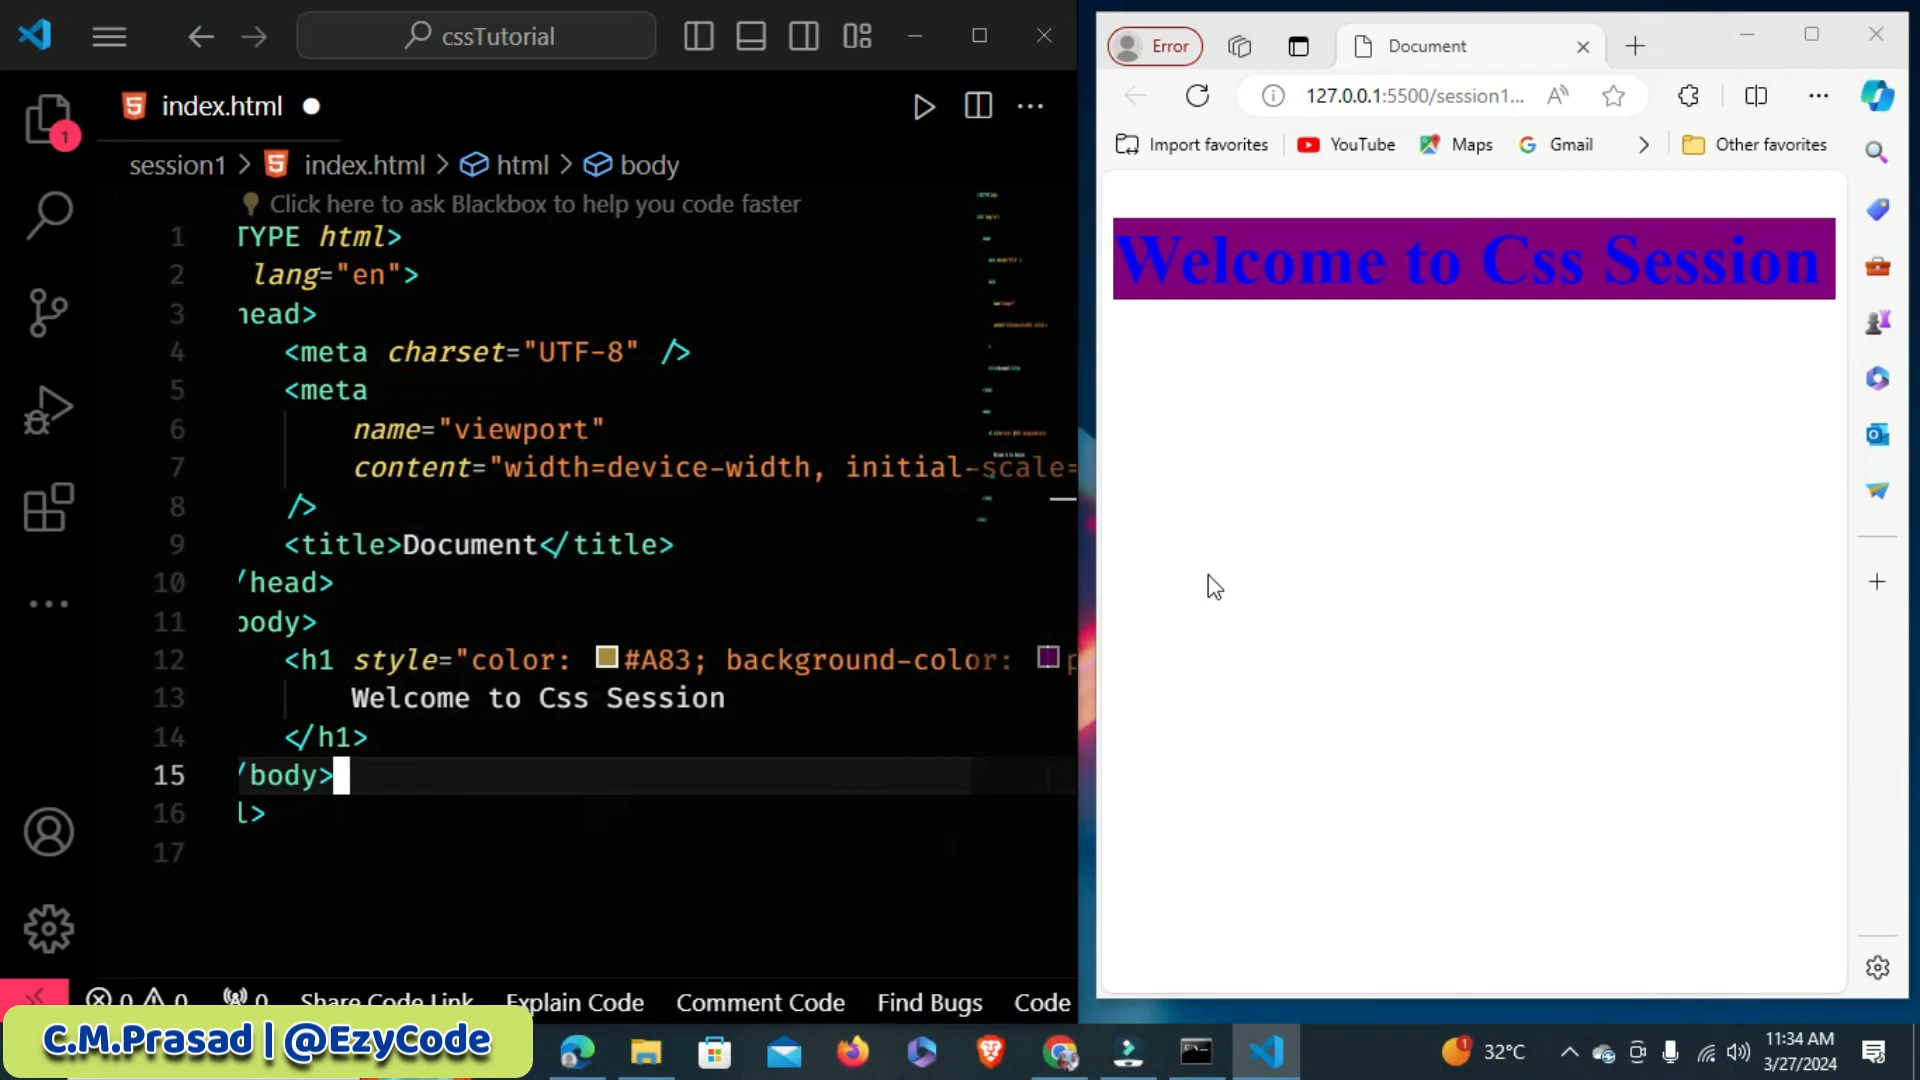 cssTutorial
index.html
session1 > index.html > html > body
Click here to ask Blackbox to help you code faster
1 TYPE html>
2 lang="en">
3 head>
4 <meta charset="UTF-8" />
5 <meta
6 name="viewport"
7 content="width=device-width, initial-scale=
8 />
9 <title>Document</title>
10 /head>
11 body>
12 <h1 style="color: #A83; background-color: p
13 Welcome to Css Session
14 </h1>
15 /body>
16 l>
17
1
0 0 0 Share Code Link Explain Code Comment Code Find Bugs Code
Error
Document
127.0.0.1:5500/session1...
Import favorites YouTube Maps Gmail Other favorites
Welcome to Css Session
C.M.Prasad | @EzyCode
1 32°C
11:34 AM
3/27/2024